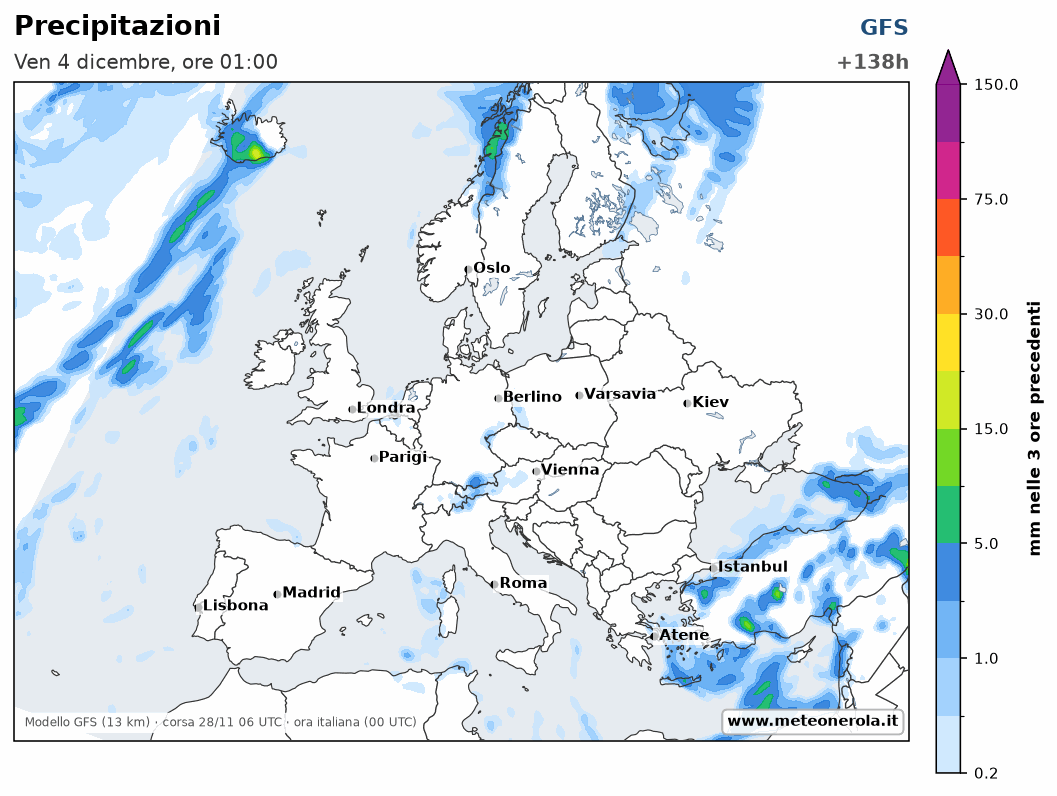 Precipitazioni
GFS
Ven 4 dicembre, ore 01:00
+138h
150.0
75.0
30.0
15.0
5.0
1.0
0.2
mm nelle 3 ore precedenti
Oslo
Berlino
Varsavia
Kiev
Londra
Parigi
Vienna
Istanbul
Roma
Madrid
Lisbona
Atene
Modello GFS (13 km) · corsa 28/11 06 UTC · ora italiana (00 UTC)
www.meteonerola.it